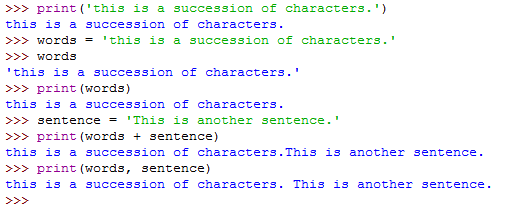 >>> print('this is a succession of characters.')
this is a succession of characters.
>>> words = 'this is a succession of characters.'
>>> words
'this is a succession of characters.'
>>> print(words)
this is a succession of characters.
>>> sentence = 'This is another sentence.'
>>> print(words + sentence)
this is a succession of characters.This is another sentence.
>>> print(words, sentence)
this is a succession of characters. This is another sentence.
>>>